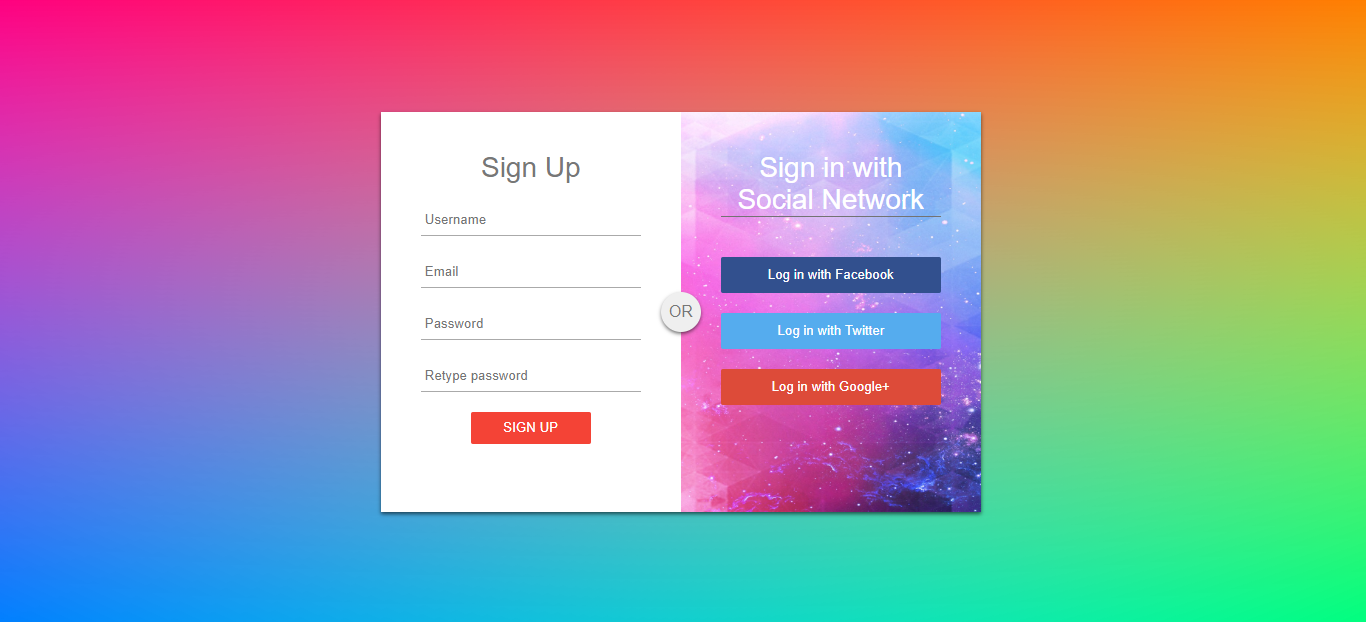 Sign Up
Username
Email
Password
Retype password
SIGN UP
OR
Sign in with
Social Network
Log in with Facebook
Log in with Twitter
Log in with Google+